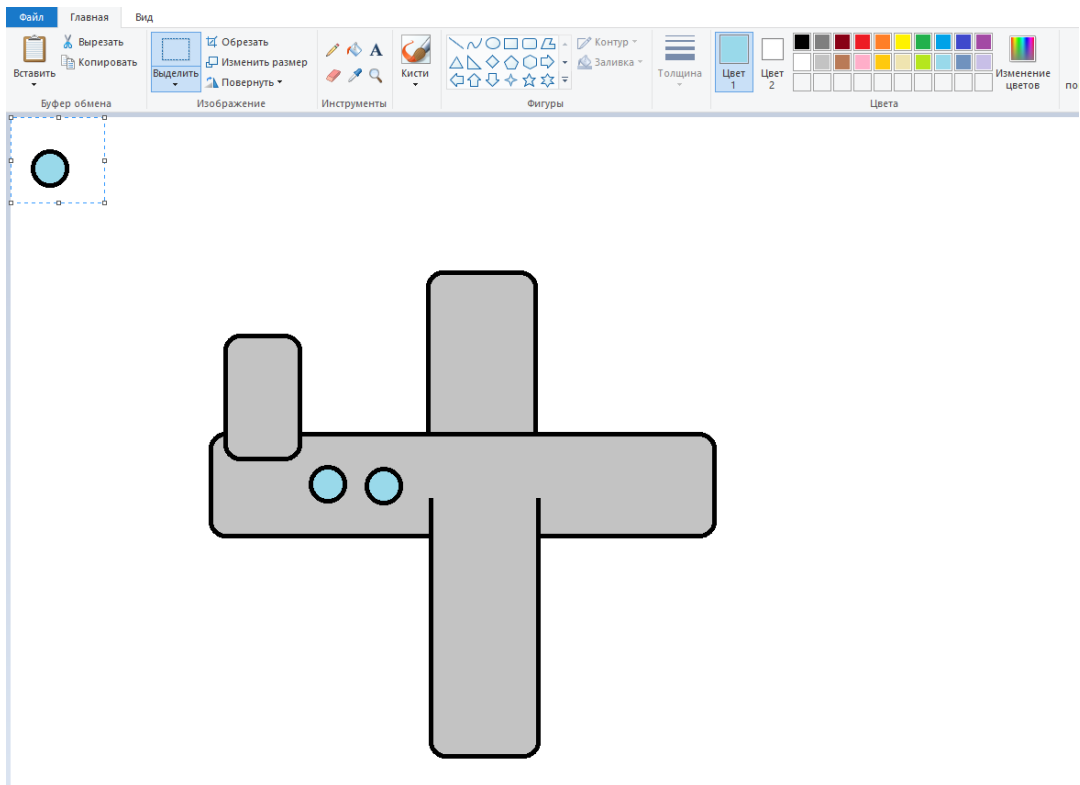 Файл Главная Вид
Вставить
Вырезать
Копировать
Буфер обмена
Выделить
Обрезать
Изменить размер
Повернуть
Изображение
A
Инструменты
Кисти
Контур
Заливка
Фигуры
Толщина
Цвет
1
Цвет
2
Цвета
Изменение
цветов
по